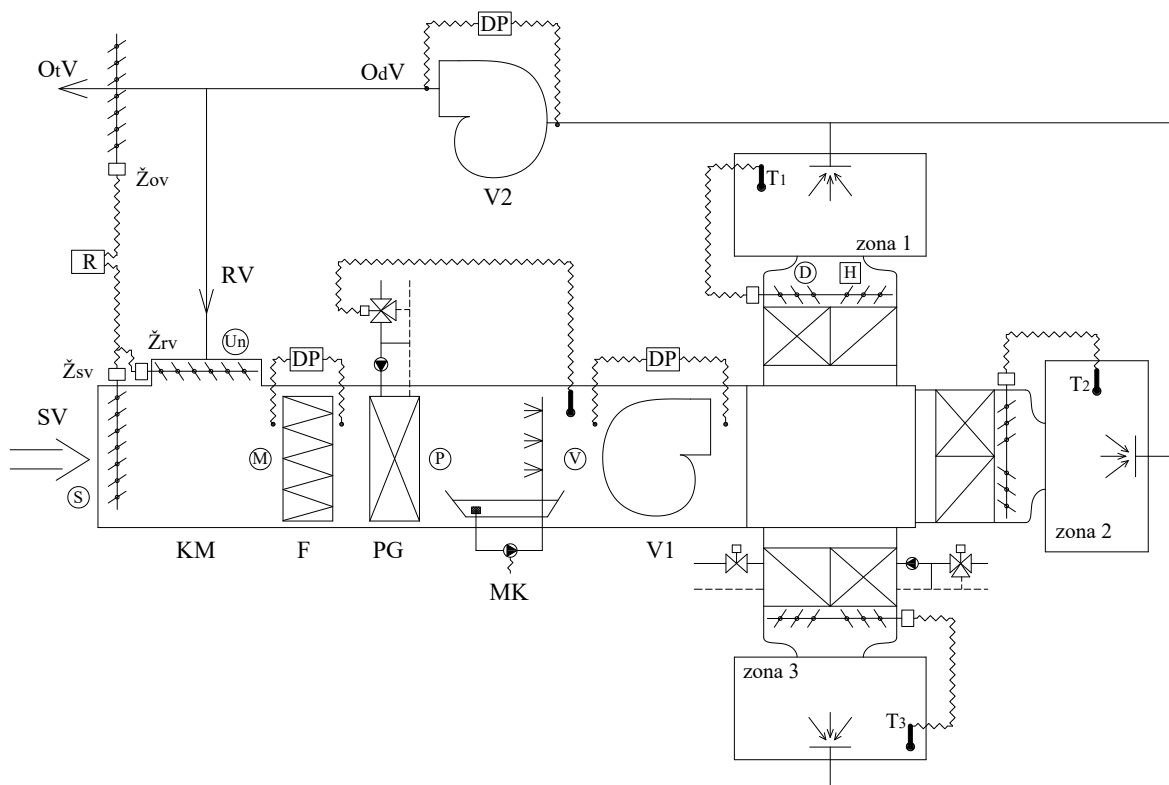 DP
OtV
OdV
Žov
V2
T1
zona 1
R
RV
D
H
Žrv
Un
Žsv
DP
DP
T2
SV
M
P
V
S
KM
F
PG
V1
zona 2
MK
zona 3
T3